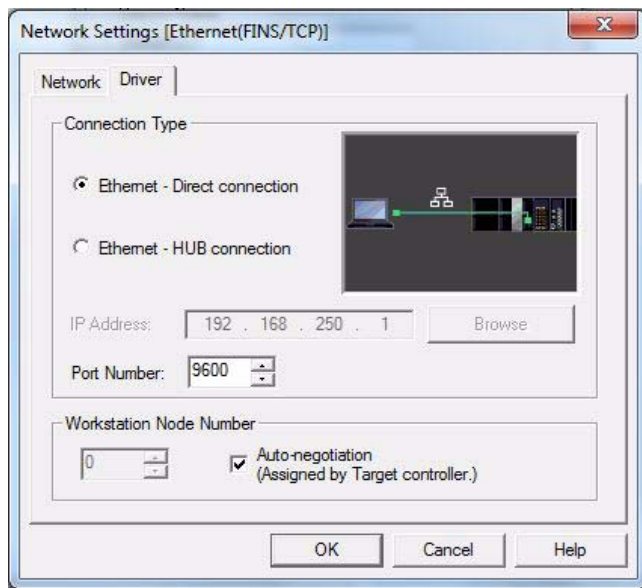 Network Settings [Ethernet(FINS/TCP)]
Network Driver
Connection Type
Ethernet - Direct connection
Ethernet - HUB connection
IP Address: 192 . 168 . 250 . 1 Browse
Port Number: 9600
Workstation Node Number
0 Auto-negotiation
(Assigned by Target controller.)
OK Cancel Help